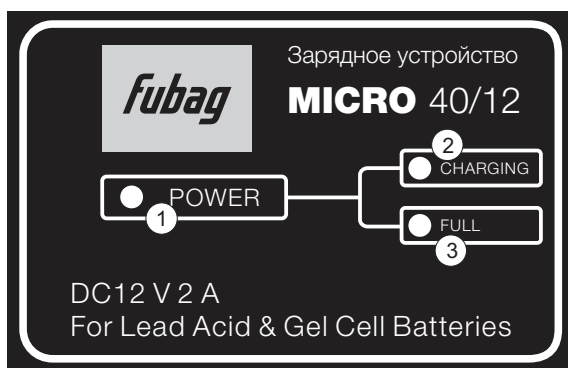 fubag
Зарядное устройство
MICRO 40/12
2
CHARGING
POWER
1
FULL
3
DC12 V 2 A
For Lead Acid & Gel Cell Batteries